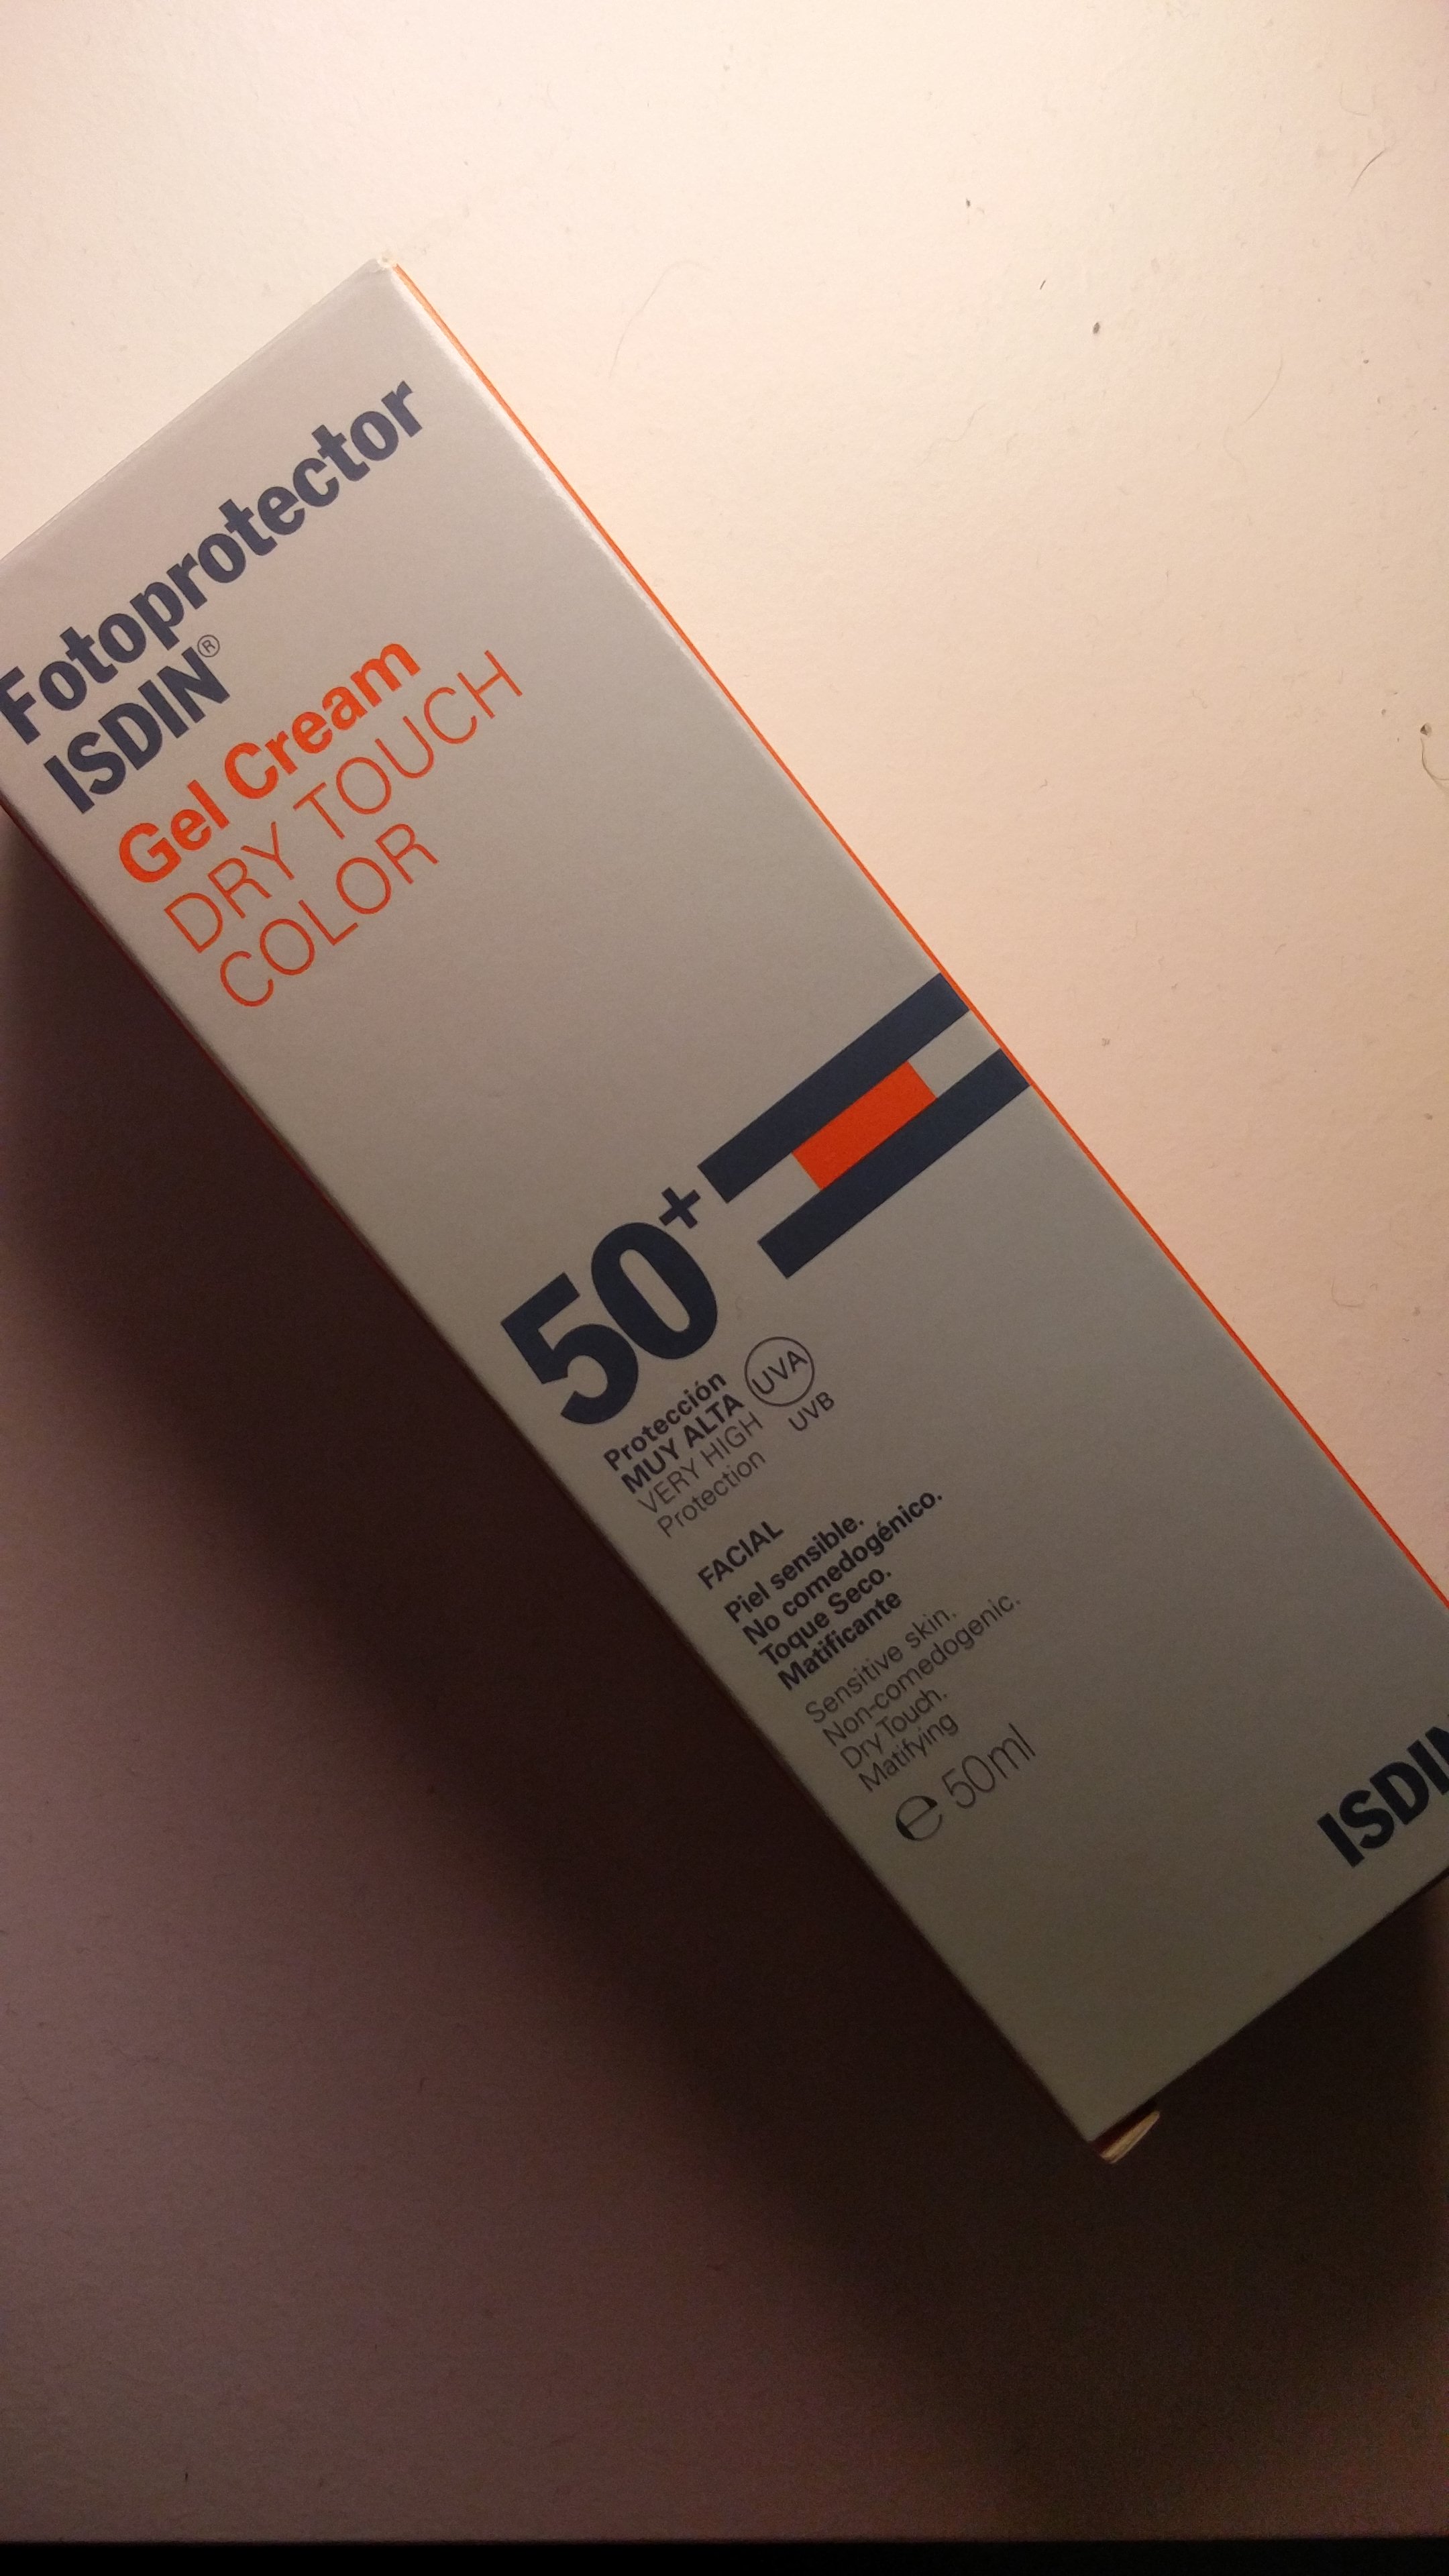 Fotoprotector
ISDIN®
Gel Cream
DRY TOUCH
COLOR
50+
Protección
MUY ALTA
VERY HIGH
Protection
UVA
UVB
FACIAL
Piel sensible.
No comedogénico.
Toque Seco.
Matificante
Sensitive skin.
Non-comedogenic.
Dry Touch.
Matifying
℮ 50ml
ISDIN